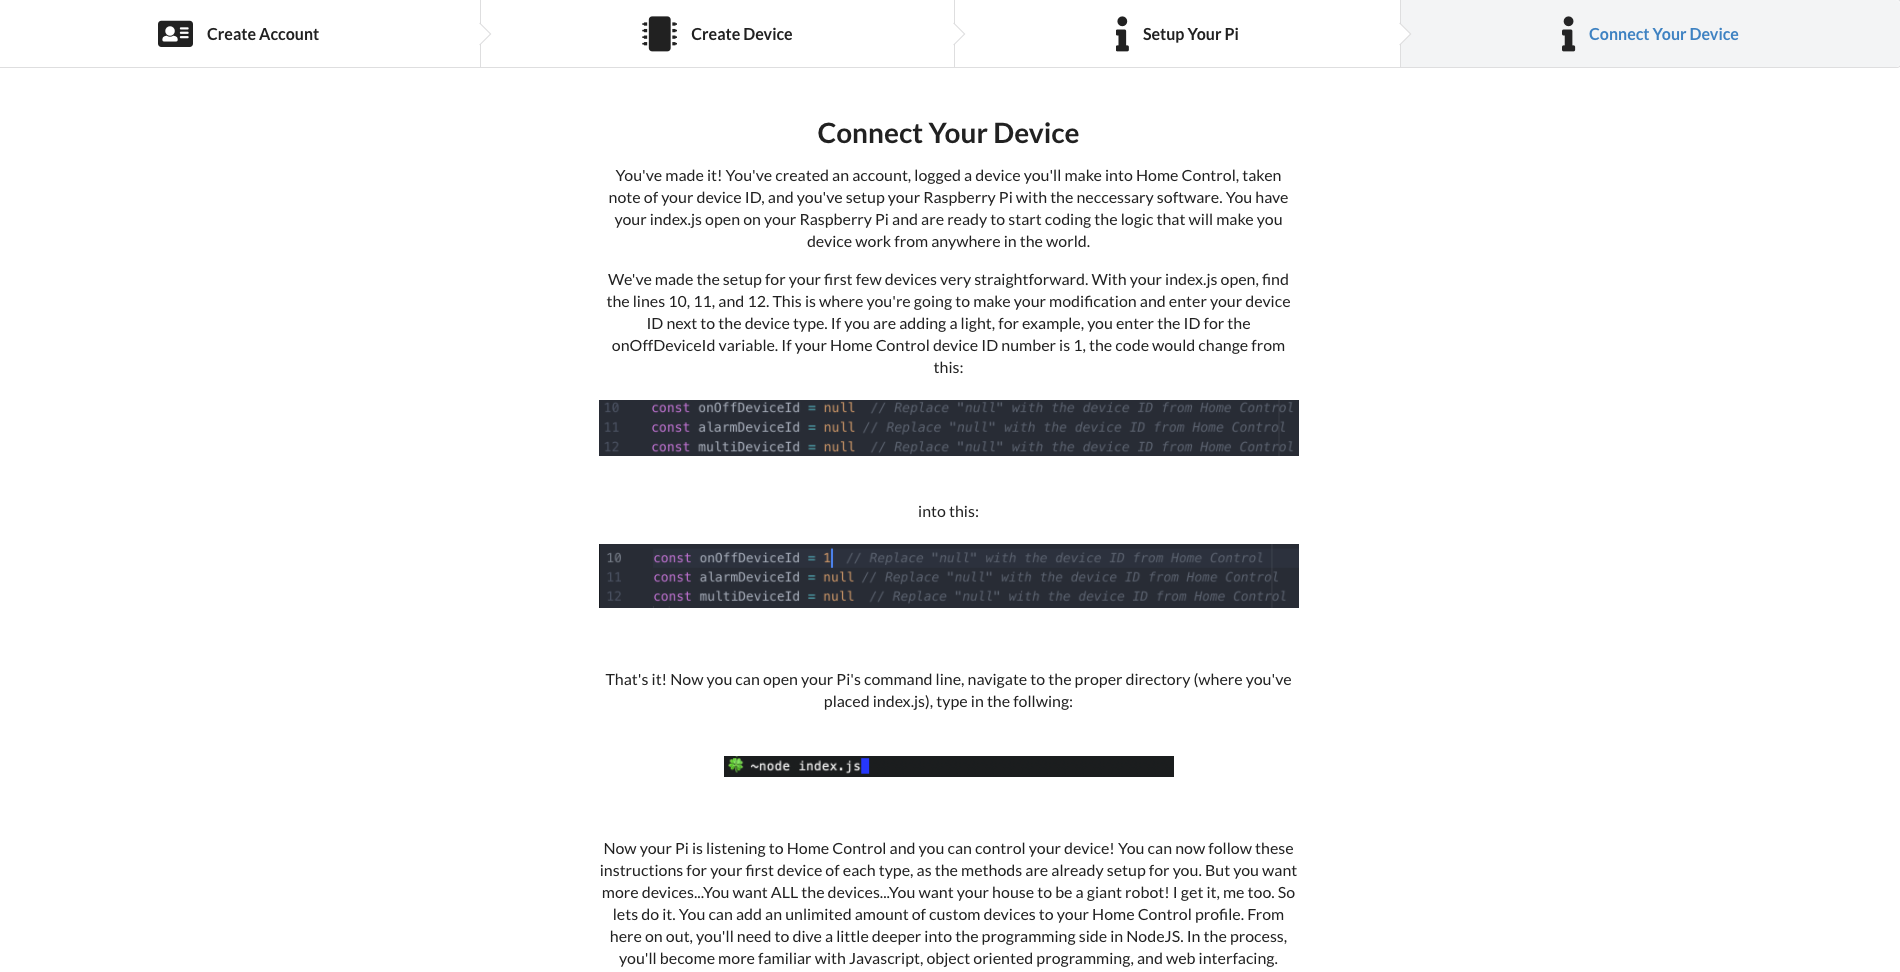 Create Account
Create Device
Setup Your Pi
Connect Your Device
Connect Your Device
You've made it! You've created an account, logged a device you'll make into Home Control, taken
note of your device ID, and you've setup your Raspberry Pi with the neccessary software. You have
your index.js open on your Raspberry Pi and are ready to start coding the logic that will make you
device work from anywhere in the world.
We've made the setup for your first few devices very straightforward. With your index.js open, find
the lines 10, 11, and 12. This is where you're going to make your modification and enter your device
ID next to the device type. If you are adding a light, for example, you enter the ID for the
onOffDeviceId variable. If your Home Control device ID number is 1, the code would change from
this:
10 const onOffDeviceId = null // Replace "null" with the device ID from Home Control
11 const alarmDeviceId = null // Replace "null" with the device ID from Home Control
12 const multiDeviceId = null // Replace "null" with the device ID from Home Control
into this:
10 const onOffDeviceId = 1 // Replace "null" with the device ID from Home Control
11 const alarmDeviceId = null // Replace "null" with the device ID from Home Control
12 const multiDeviceId = null // Replace "null" with the device ID from Home Control
That's it! Now you can open your Pi's command line, navigate to the proper directory (where you've
placed index.js), type in the follwing:
~node index.js
Now your Pi is listening to Home Control and you can control your device! You can now follow these
instructions for your first device of each type, as the methods are already setup for you. But you want
more devices...You want ALL the devices...You want your house to be a giant robot! I get it, me too. So
lets do it. You can add an unlimited amount of custom devices to your Home Control profile. From
here on out, you'll need to dive a little deeper into the programming side in NodeJS. In the process,
you'll become more familiar with Javascript, object oriented programming, and web interfacing.